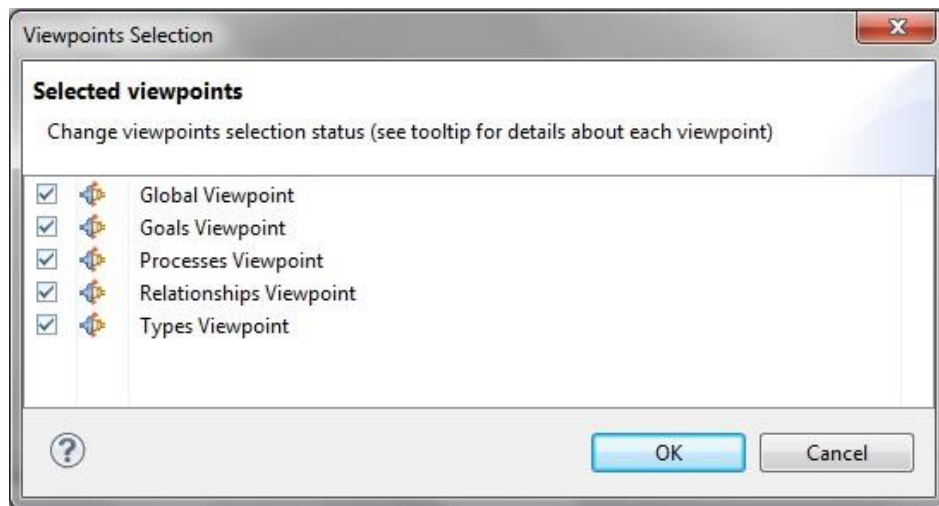 Viewpoints Selection
Selected viewpoints
Change viewpoints selection status (see tooltip for details about each viewpoint)
Global Viewpoint
Goals Viewpoint
Processes Viewpoint
Relationships Viewpoint
Types Viewpoint
OK
Cancel